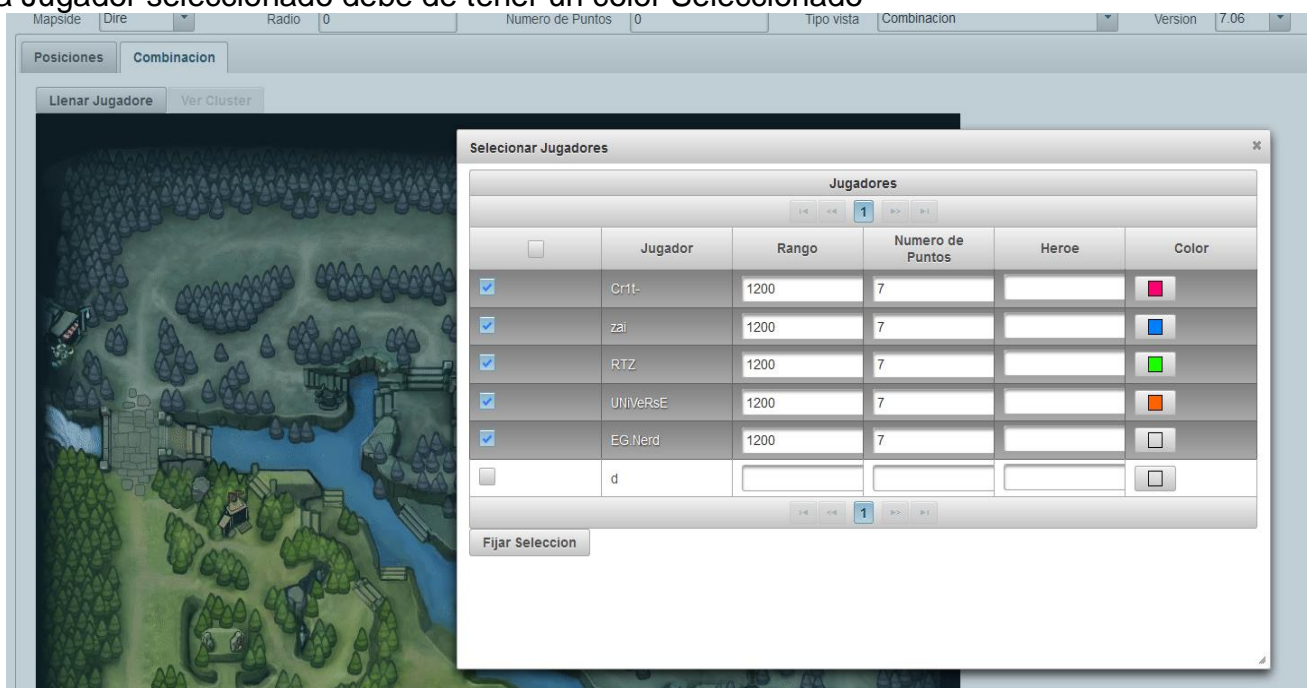 a Jugador seleccionado debe de tener un color Seleccionado
Mapside Dire Radio 0 Numero de Puntos 0 Tipo vista Combinacion Version 7.06
Posiciones Combinacion
Llenar Jugadore Ver Cluster
Selecionar Jugadores
Jugadores
1
Jugador Rango Numero de Puntos Heroe Color
Cr1t- 1200 7
zai 1200 7
RTZ 1200 7
UNiVeRsE 1200 7
EG.Nerd 1200 7
d
1
Fijar Seleccion